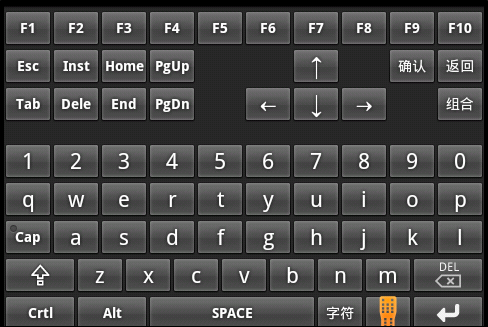 F1 F2 F3 F4 F5 F6 F7 F8 F9 F10
Esc Inst Home PgUp ↑ 确认 返回
Tab Dele End PgDn ← ↓ → 组合
1 2 3 4 5 6 7 8 9 0
q w e r t y u i o p
Cap a s d f g h j k l
z x c v b n m DEL
Crtl Alt SPACE 字符